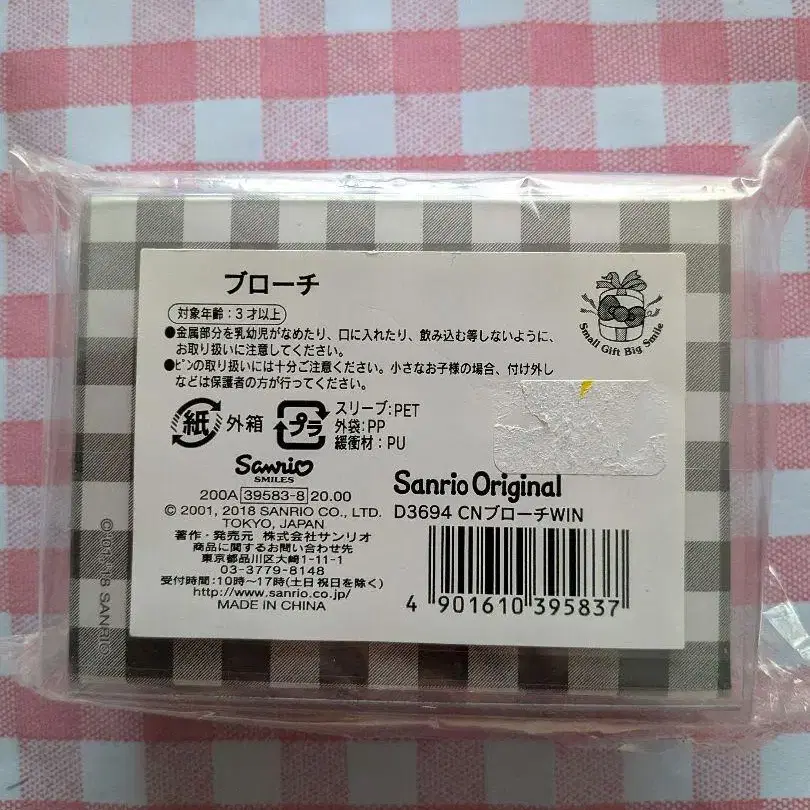 ブローチ
対象年齢:3才以上
●金属部分を乳幼児がなめたり、口に入れたり、飲み込む等しないように、
お取り扱いに注意してください。
●ピンの取り扱いには十分ご注意ください。小さなお子様の場合、付け外し
などは保護者の方が行ってください。
Small Gift Big Smile
紙 外箱
プラ
スリーブ:PET
外袋:PP
緩衝材:PU
Sanrio
SMILES
200A 39583-8 20.00
© 2001, 2018 SANRIO CO., LTD.
TOKYO, JAPAN
著作・発売元 株式会社サンリオ
商品に関するお問い合わせ先
東京都品川区大崎1-11-1
03-3779-8148
受付時間:10時~17時(土日祝日を除く)
http://www.sanrio.co.jp/
MADE IN CHINA
Sanrio Original
D3694 CNブローチWIN
4 901610 395837
SANRIO